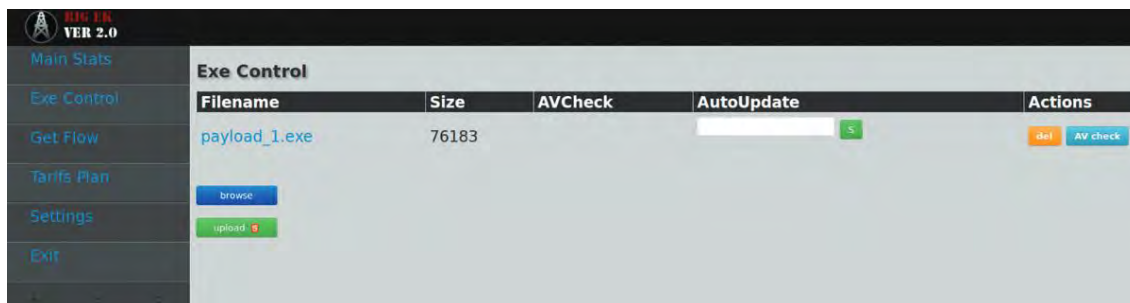 RIG EK
VER 2.0
Main Stats
Exe Control
Get Flow
Tarifs Plan
Settings
Exit
Exe Control
Filename Size AVCheck AutoUpdate Actions
payload_1.exe 76183 S del AV check
browse
upload